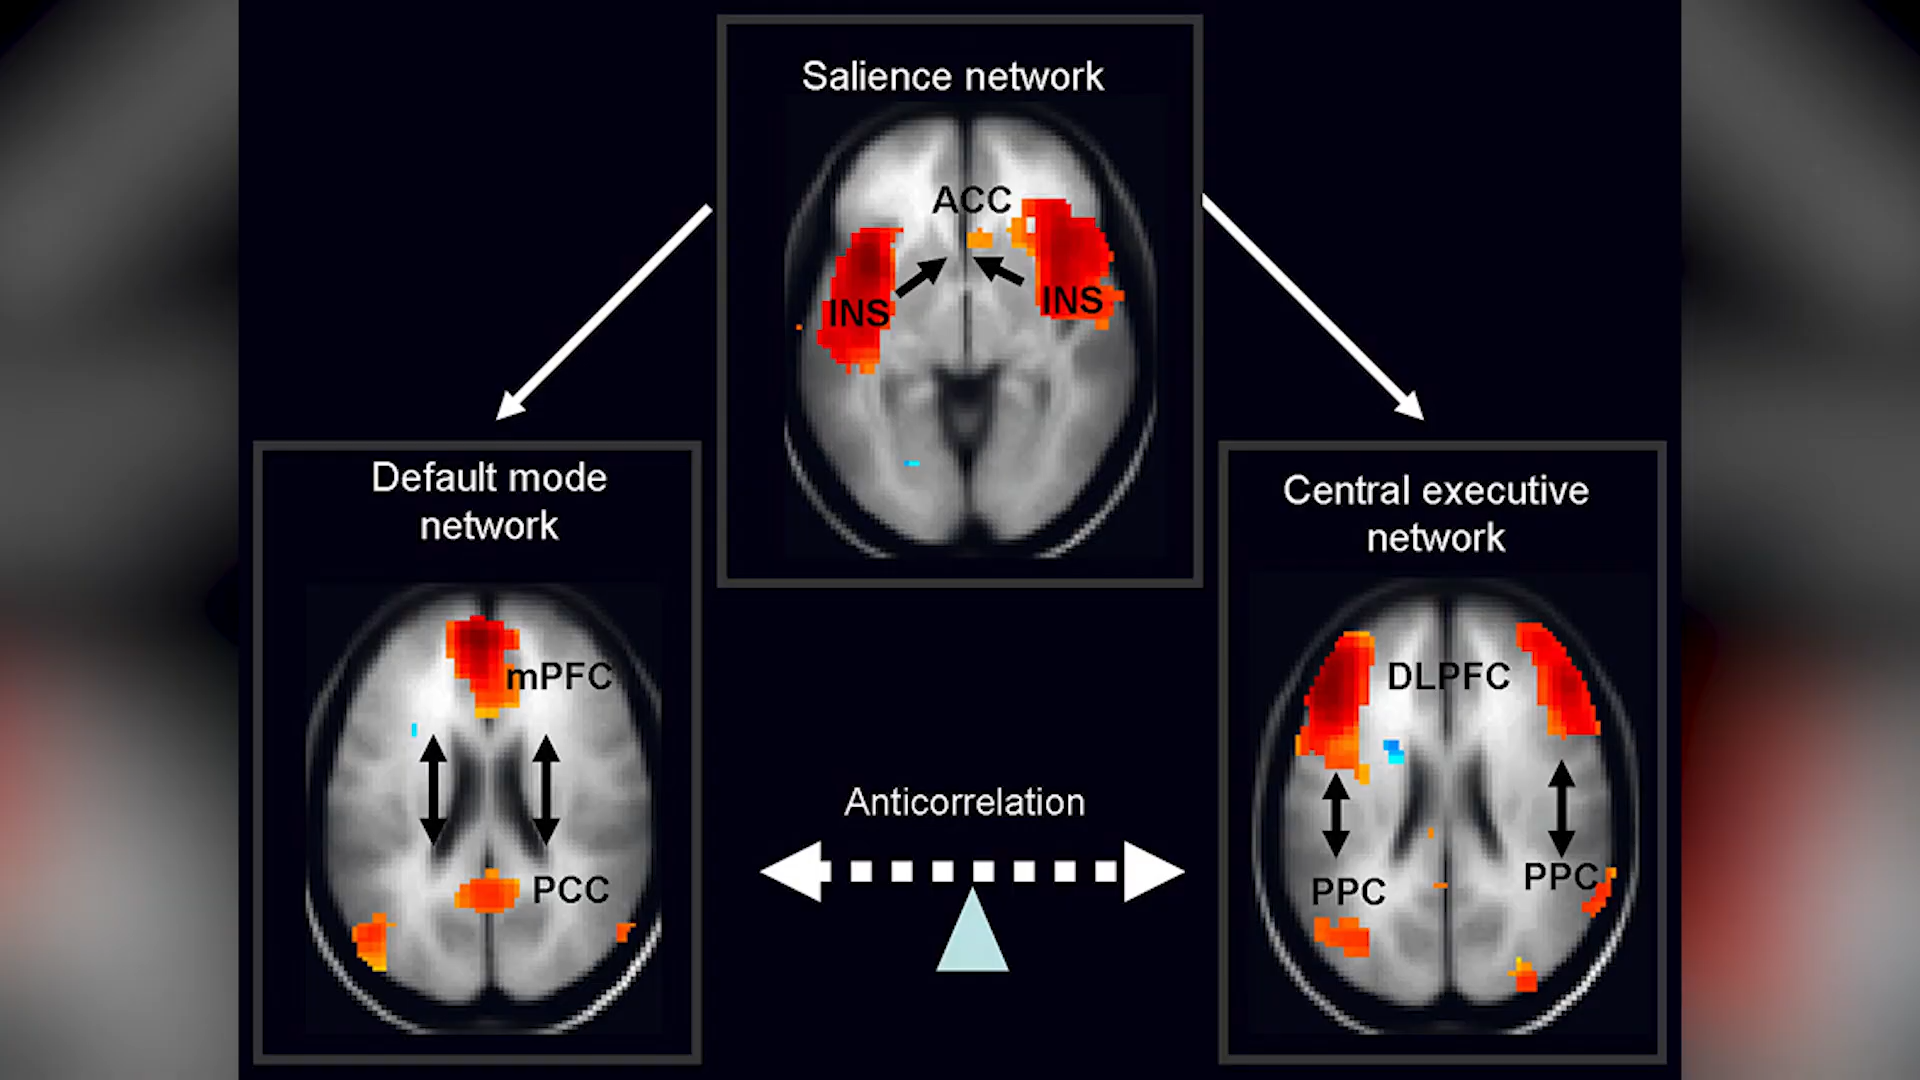 Salience network
ACC
INS
INS
Default mode
network
mPFC
PCC
Anticorrelation
Central executive
network
DLPFC
PPC
PPC